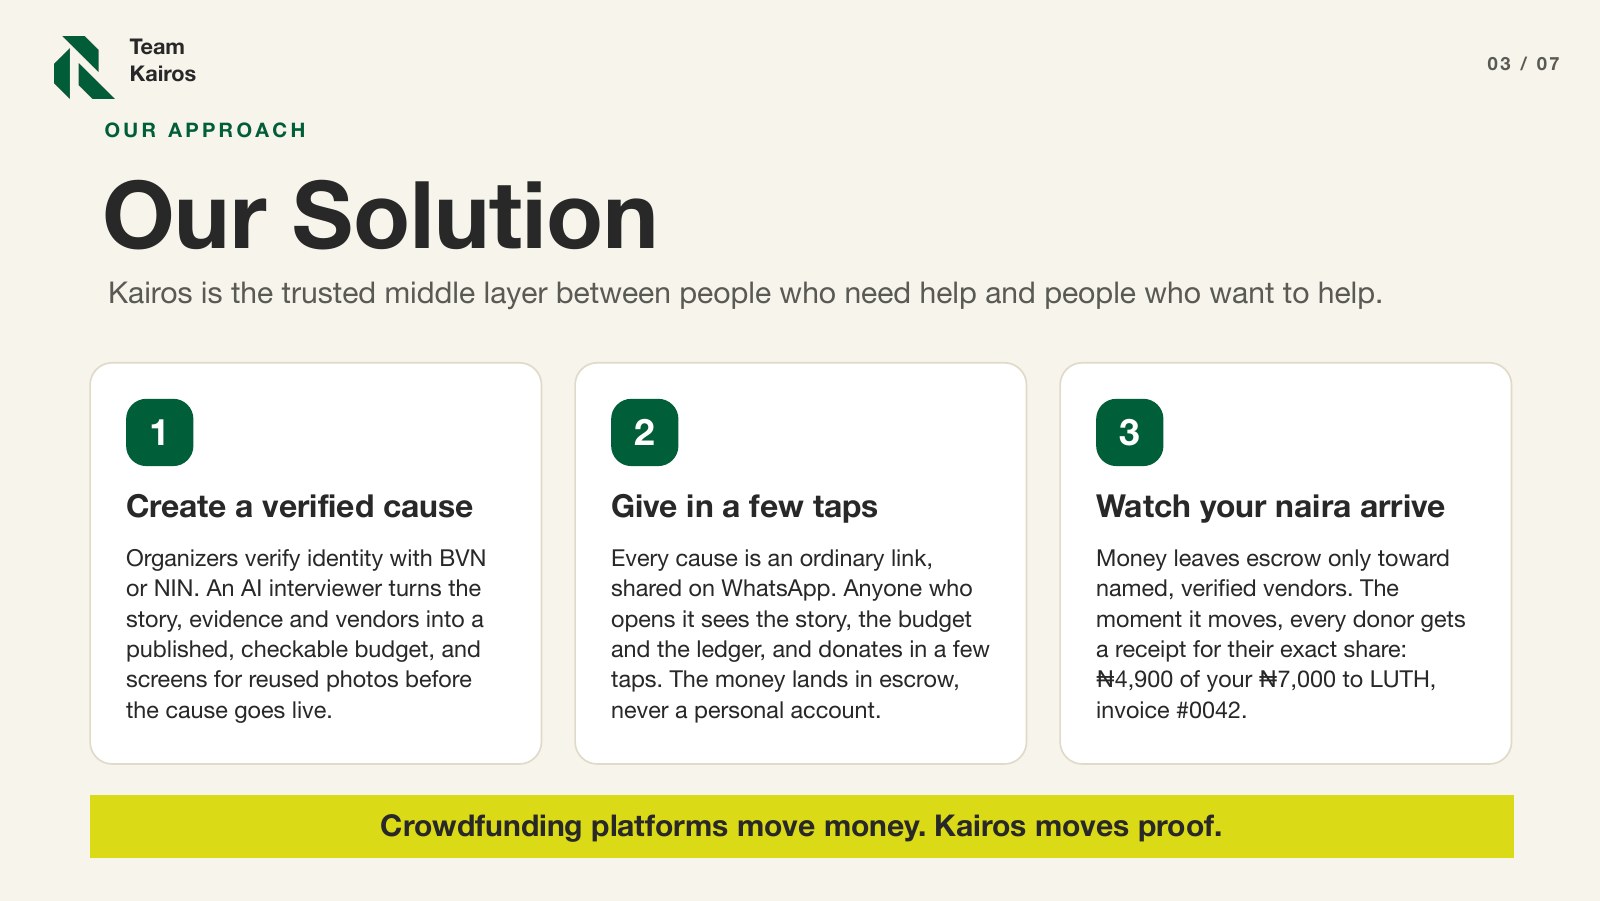 Team
Kairos
03 / 07
OUR APPROACH
Our Solution
Kairos is the trusted middle layer between people who need help and people who want to help.
1
Create a verified cause
Organizers verify identity with BVN
or NIN. An AI interviewer turns the
story, evidence and vendors into a
published, checkable budget, and
screens for reused photos before
the cause goes live.
2
Give in a few taps
Every cause is an ordinary link,
shared on WhatsApp. Anyone who
opens it sees the story, the budget
and the ledger, and donates in a few
taps. The money lands in escrow,
never a personal account.
3
Watch your naira arrive
Money leaves escrow only toward
named, verified vendors. The
moment it moves, every donor gets
a receipt for their exact share:
₦4,900 of your ₦7,000 to LUTH,
invoice #0042.
Crowdfunding platforms move money. Kairos moves proof.